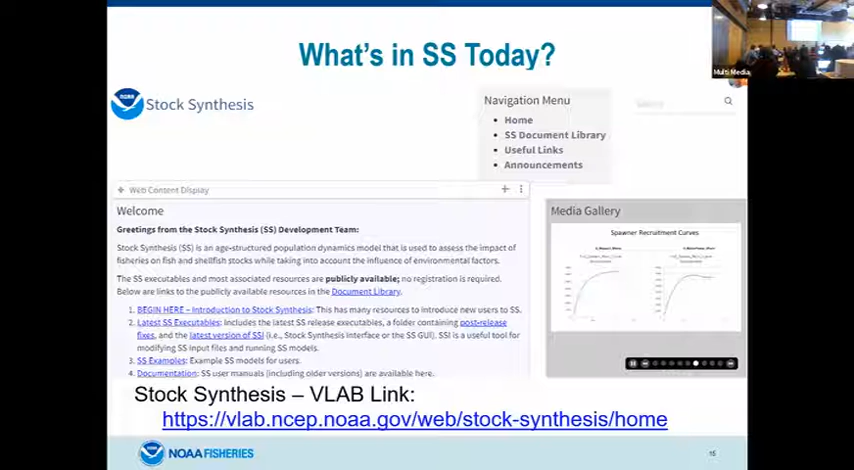 What's in SS Today?
Multi Media
NOAA
Stock Synthesis
Navigation Menu
Search
• Home
• SS Document Library
• Useful Links
• Announcements
Web Content Display
Welcome
Greetings from the Stock Synthesis (SS) Development Team:
Stock Synthesis (SS) is an age-structured population dynamics model that is used to assess the impact of
fisheries on fish and shellfish stocks while taking into account the influence of environmental factors.
The SS executables and most associated resources are publicly available; no registration is required.
Below are links to the publicly available resources in the Document Library.
1. BEGIN HERE – Introduction to Stock Synthesis: This has many resources to introduce new users to SS.
2. Latest SS Executables: Includes the latest SS release executables, a folder containing post-release
fixes, and the latest version of SSI (i.e., Stock Synthesis interface or the SS GUI). SSI is a useful tool for
modifying SS input files and running SS models.
3. SS Examples: Example SS models for users.
4. Documentation: SS user manuals (including older versions) are available here.
Media Gallery
Spawner Recruitment Curves
Stock Synthesis – VLAB Link:
https://vlab.ncep.noaa.gov/web/stock-synthesis/home
NOAA FISHERIES